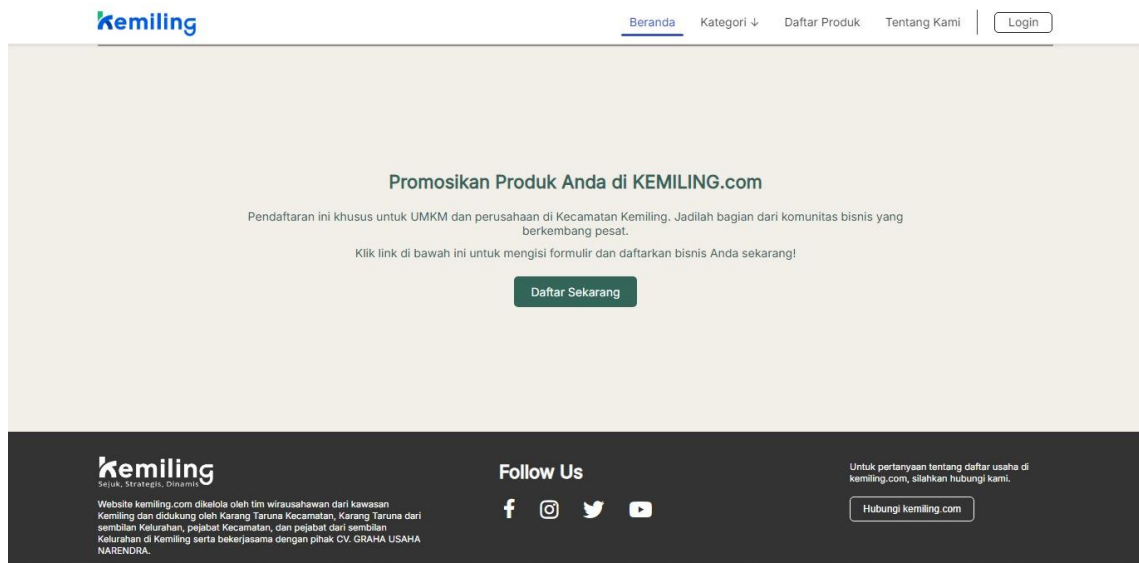 Kemiling
Beranda Kategori ↓ Daftar Produk Tentang Kami Login
Promosikan Produk Anda di KEMILING.com
Pendaftaran ini khusus untuk UMKM dan perusahaan di Kecamatan Kemiling. Jadilah bagian dari komunitas bisnis yang
berkembang pesat.
Klik link di bawah ini untuk mengisi formulir dan daftarkan bisnis Anda sekarang!
Daftar Sekarang
Kemiling
Sejuk, Strategis, Dinamis
Website kemiling.com dikelola oleh tim wirausahawan dari kawasan
Kemiling dan didukung oleh Karang Taruna Kecamatan, Karang Taruna dari
sembilan Kelurahan, pejabat Kecamatan, dan pejabat dari sembilan
Kelurahan di Kemiling serta bekerjasama dengan pihak CV. GRAHA USAHA
NARENDRA.
Follow Us
Untuk pertanyaan tentang daftar usaha di
kemiling.com, silahkan hubungi kami.
Hubungi kemiling.com